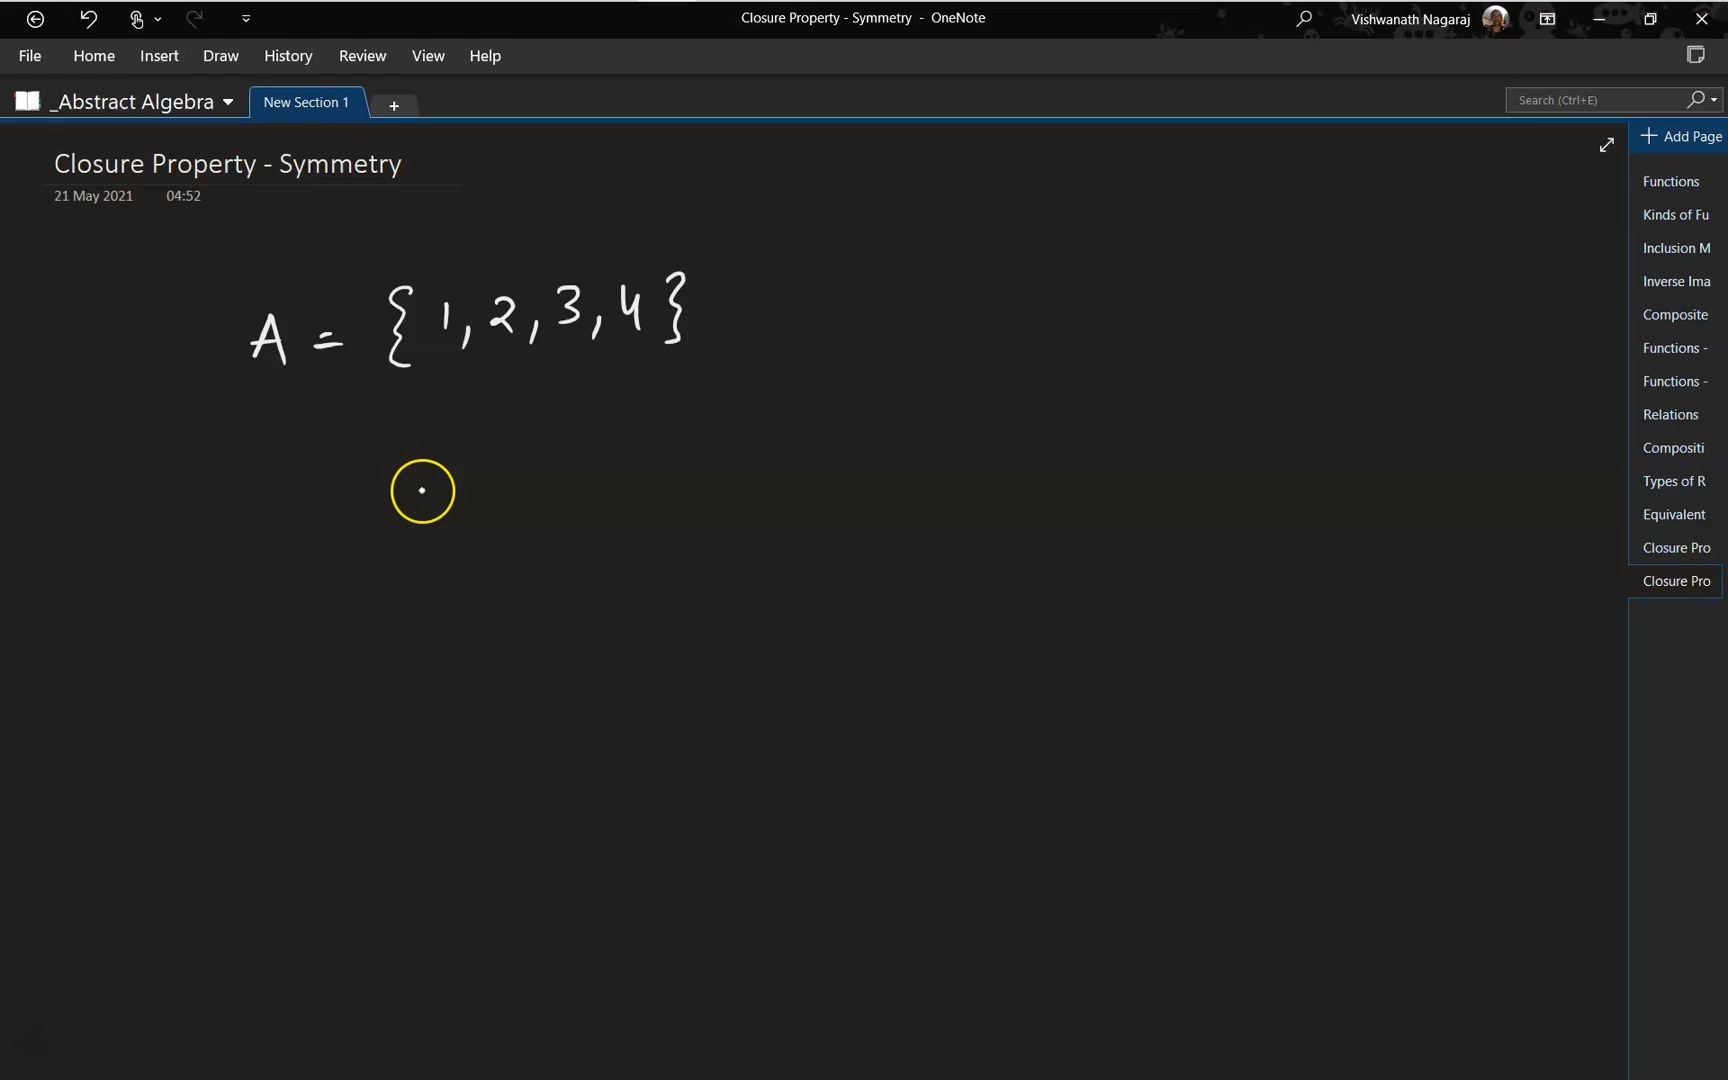 Closure Property - Symmetry - OneNote
Vishwanath Nagaraj
File Home Insert Draw History Review View Help
_Abstract Algebra
New Section 1
+
Search (Ctrl+E)
Add Page
Closure Property - Symmetry
21 May 2021 04:52
A = { 1, 2, 3, 4 }
Functions
Kinds of Fu
Inclusion M
Inverse Ima
Composite
Functions -
Functions -
Relations
Compositi
Types of R
Equivalent
Closure Pro
Closure Pro